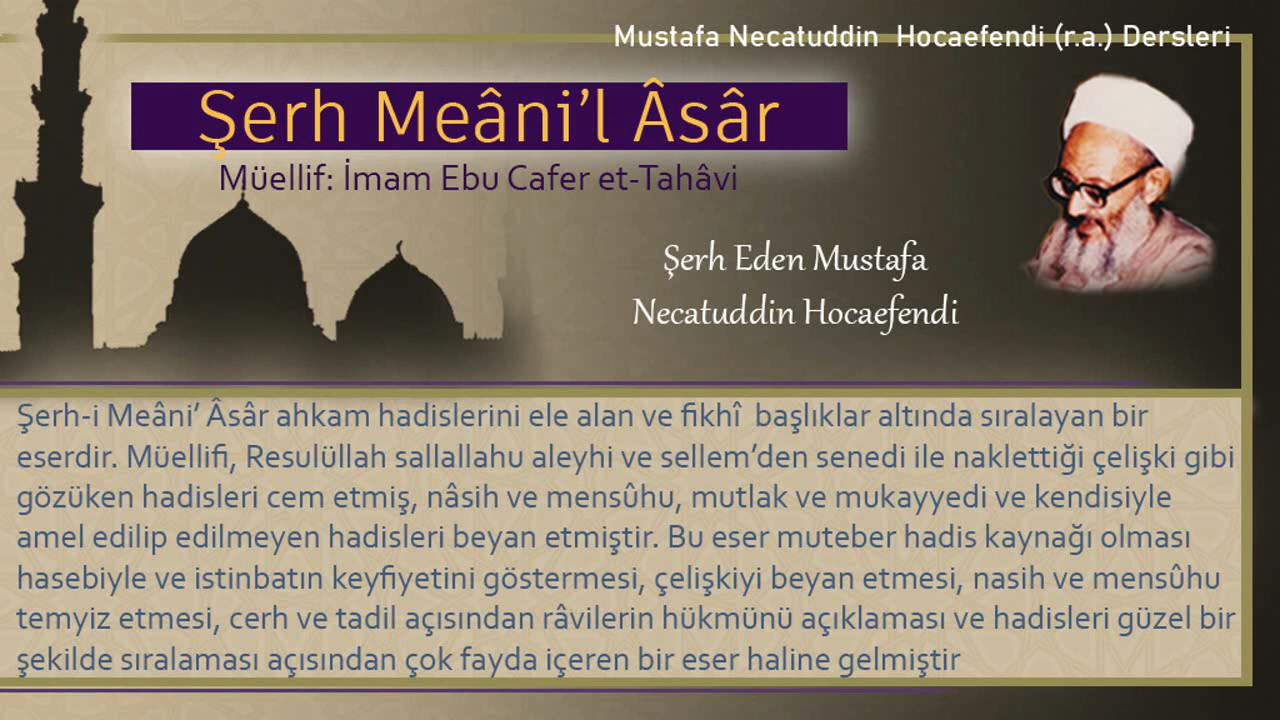 Mustafa Necatuddin Hocaefendi (r.a.) Dersleri
Şerh Meâni’l Âsâr
Müellif: İmam Ebu Cafer et-Tahâvi
Şerh Eden Mustafa
Necatuddin Hocaefendi
Şerh-i Meâni’ Âsâr ahkam hadislerini ele alan ve fikhî başlıklar altında sıralayan bir
eserdir. Müellifi, Resulüllah sallallahu aleyhi ve sellem’den senedi ile naklettiği çelişki gibi
gözüken hadisleri cem etmiş, nâsih ve mensûhu, mutlak ve mukayyedi ve kendisiyle
amel edilip edilmeyen hadisleri beyan etmiştir. Bu eser muteber hadis kaynağı olması
hasebiyle ve istinbatın keyfiyetini göstermesi, çelişkiyi beyan etmesi, nasih ve mensûhu
temyiz etmesi, cerh ve tadil açısından râvilerin hükmünü açıklaması ve hadisleri güzel bir
şekilde sıralaması açısından çok fayda içeren bir eser haline gelmiştir